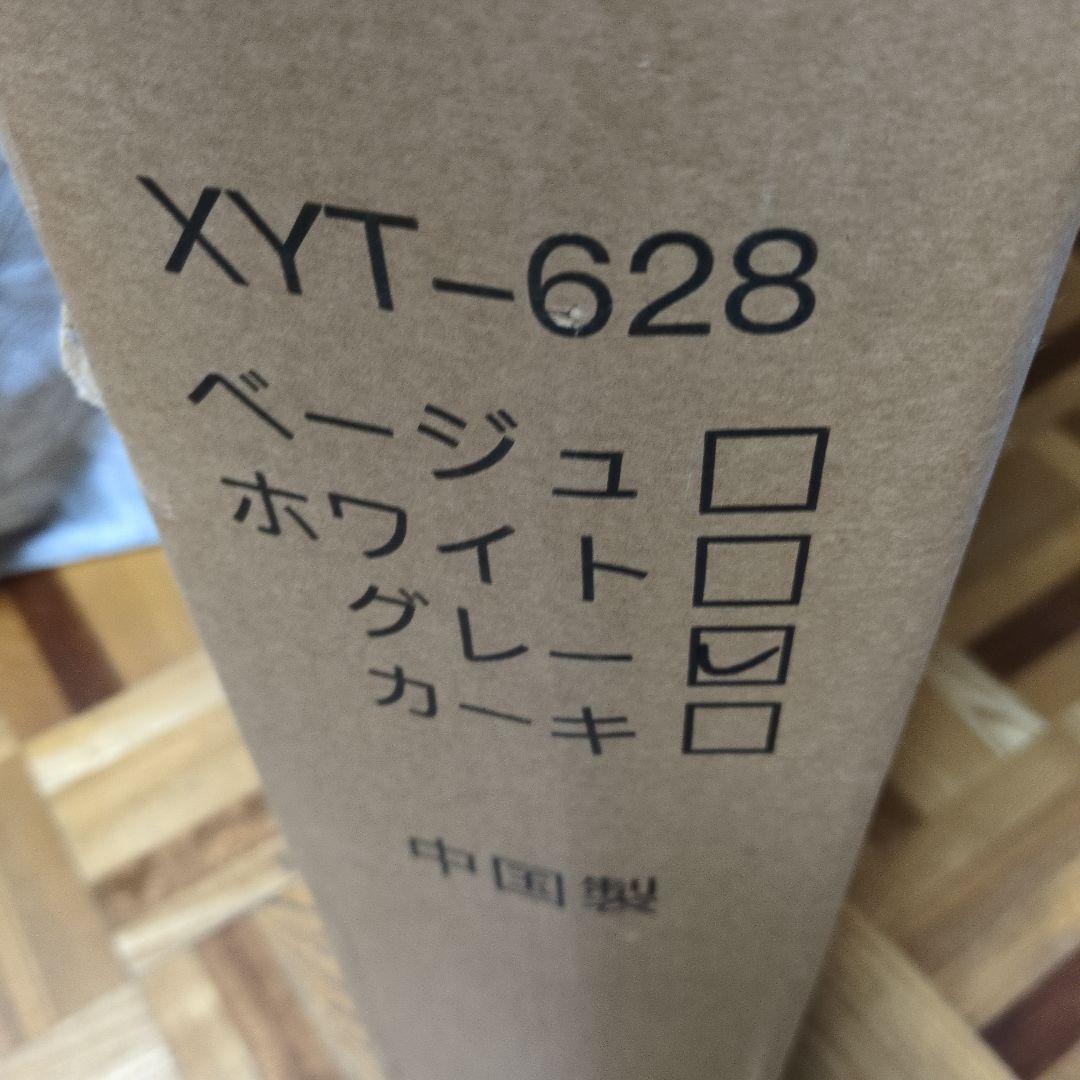 XYT-628
ベージュ □
ホワイト □
グレー ☑
カーキ □
中国製